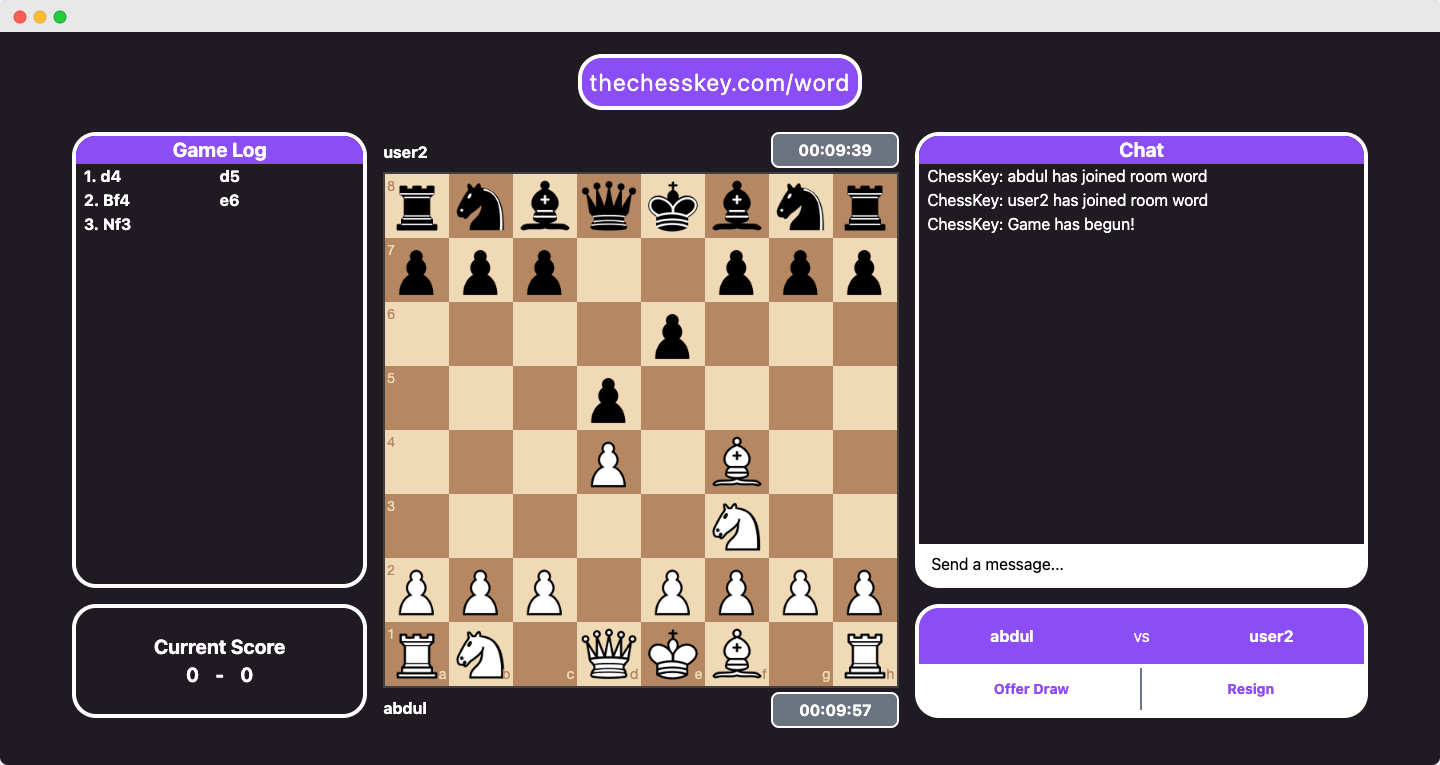 thechesskey.com/word
Game Log
1. d4 d5
2. Bf4 e6
3. Nf3
Current Score
0 - 0
user2
00:09:39
8
7
6
5
4
3
2
1
a b c d e f g h
abdul
00:09:57
Chat
ChessKey: abdul has joined room word
ChessKey: user2 has joined room word
ChessKey: Game has begun!
Send a message...
abdul vs user2
Offer Draw Resign